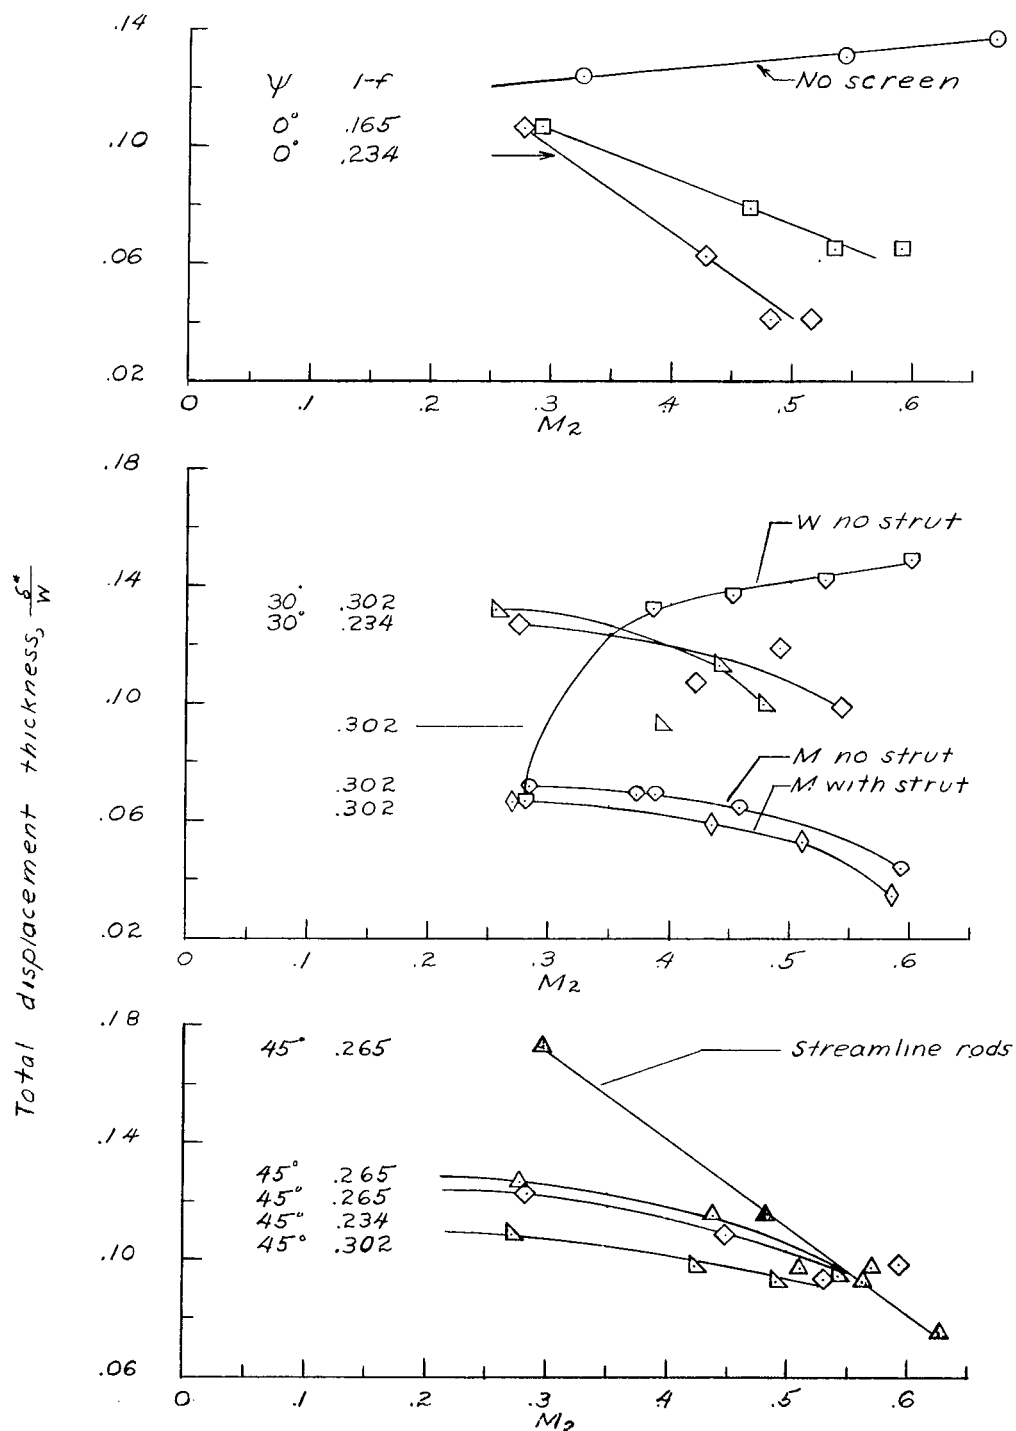 Total displacement thickness, δ*/W
.14
ψ 1-f
No screen
0° .165
.10
0° .234
.06
.02
0 .1 .2 .3 .4 .5 .6
M2
.18
W no strut
.14
30° .302
30° .234
.10
.302
M no strut
.302
M with strut
.302
.06
.02
0 .1 .2 .3 .4 .5 .6
M2
.18
45° .265
Streamline rods
.14
45° .265
45° .265
45° .234
45° .302
.10
.06
0 .1 .2 .3 .4 .5 .6
M2